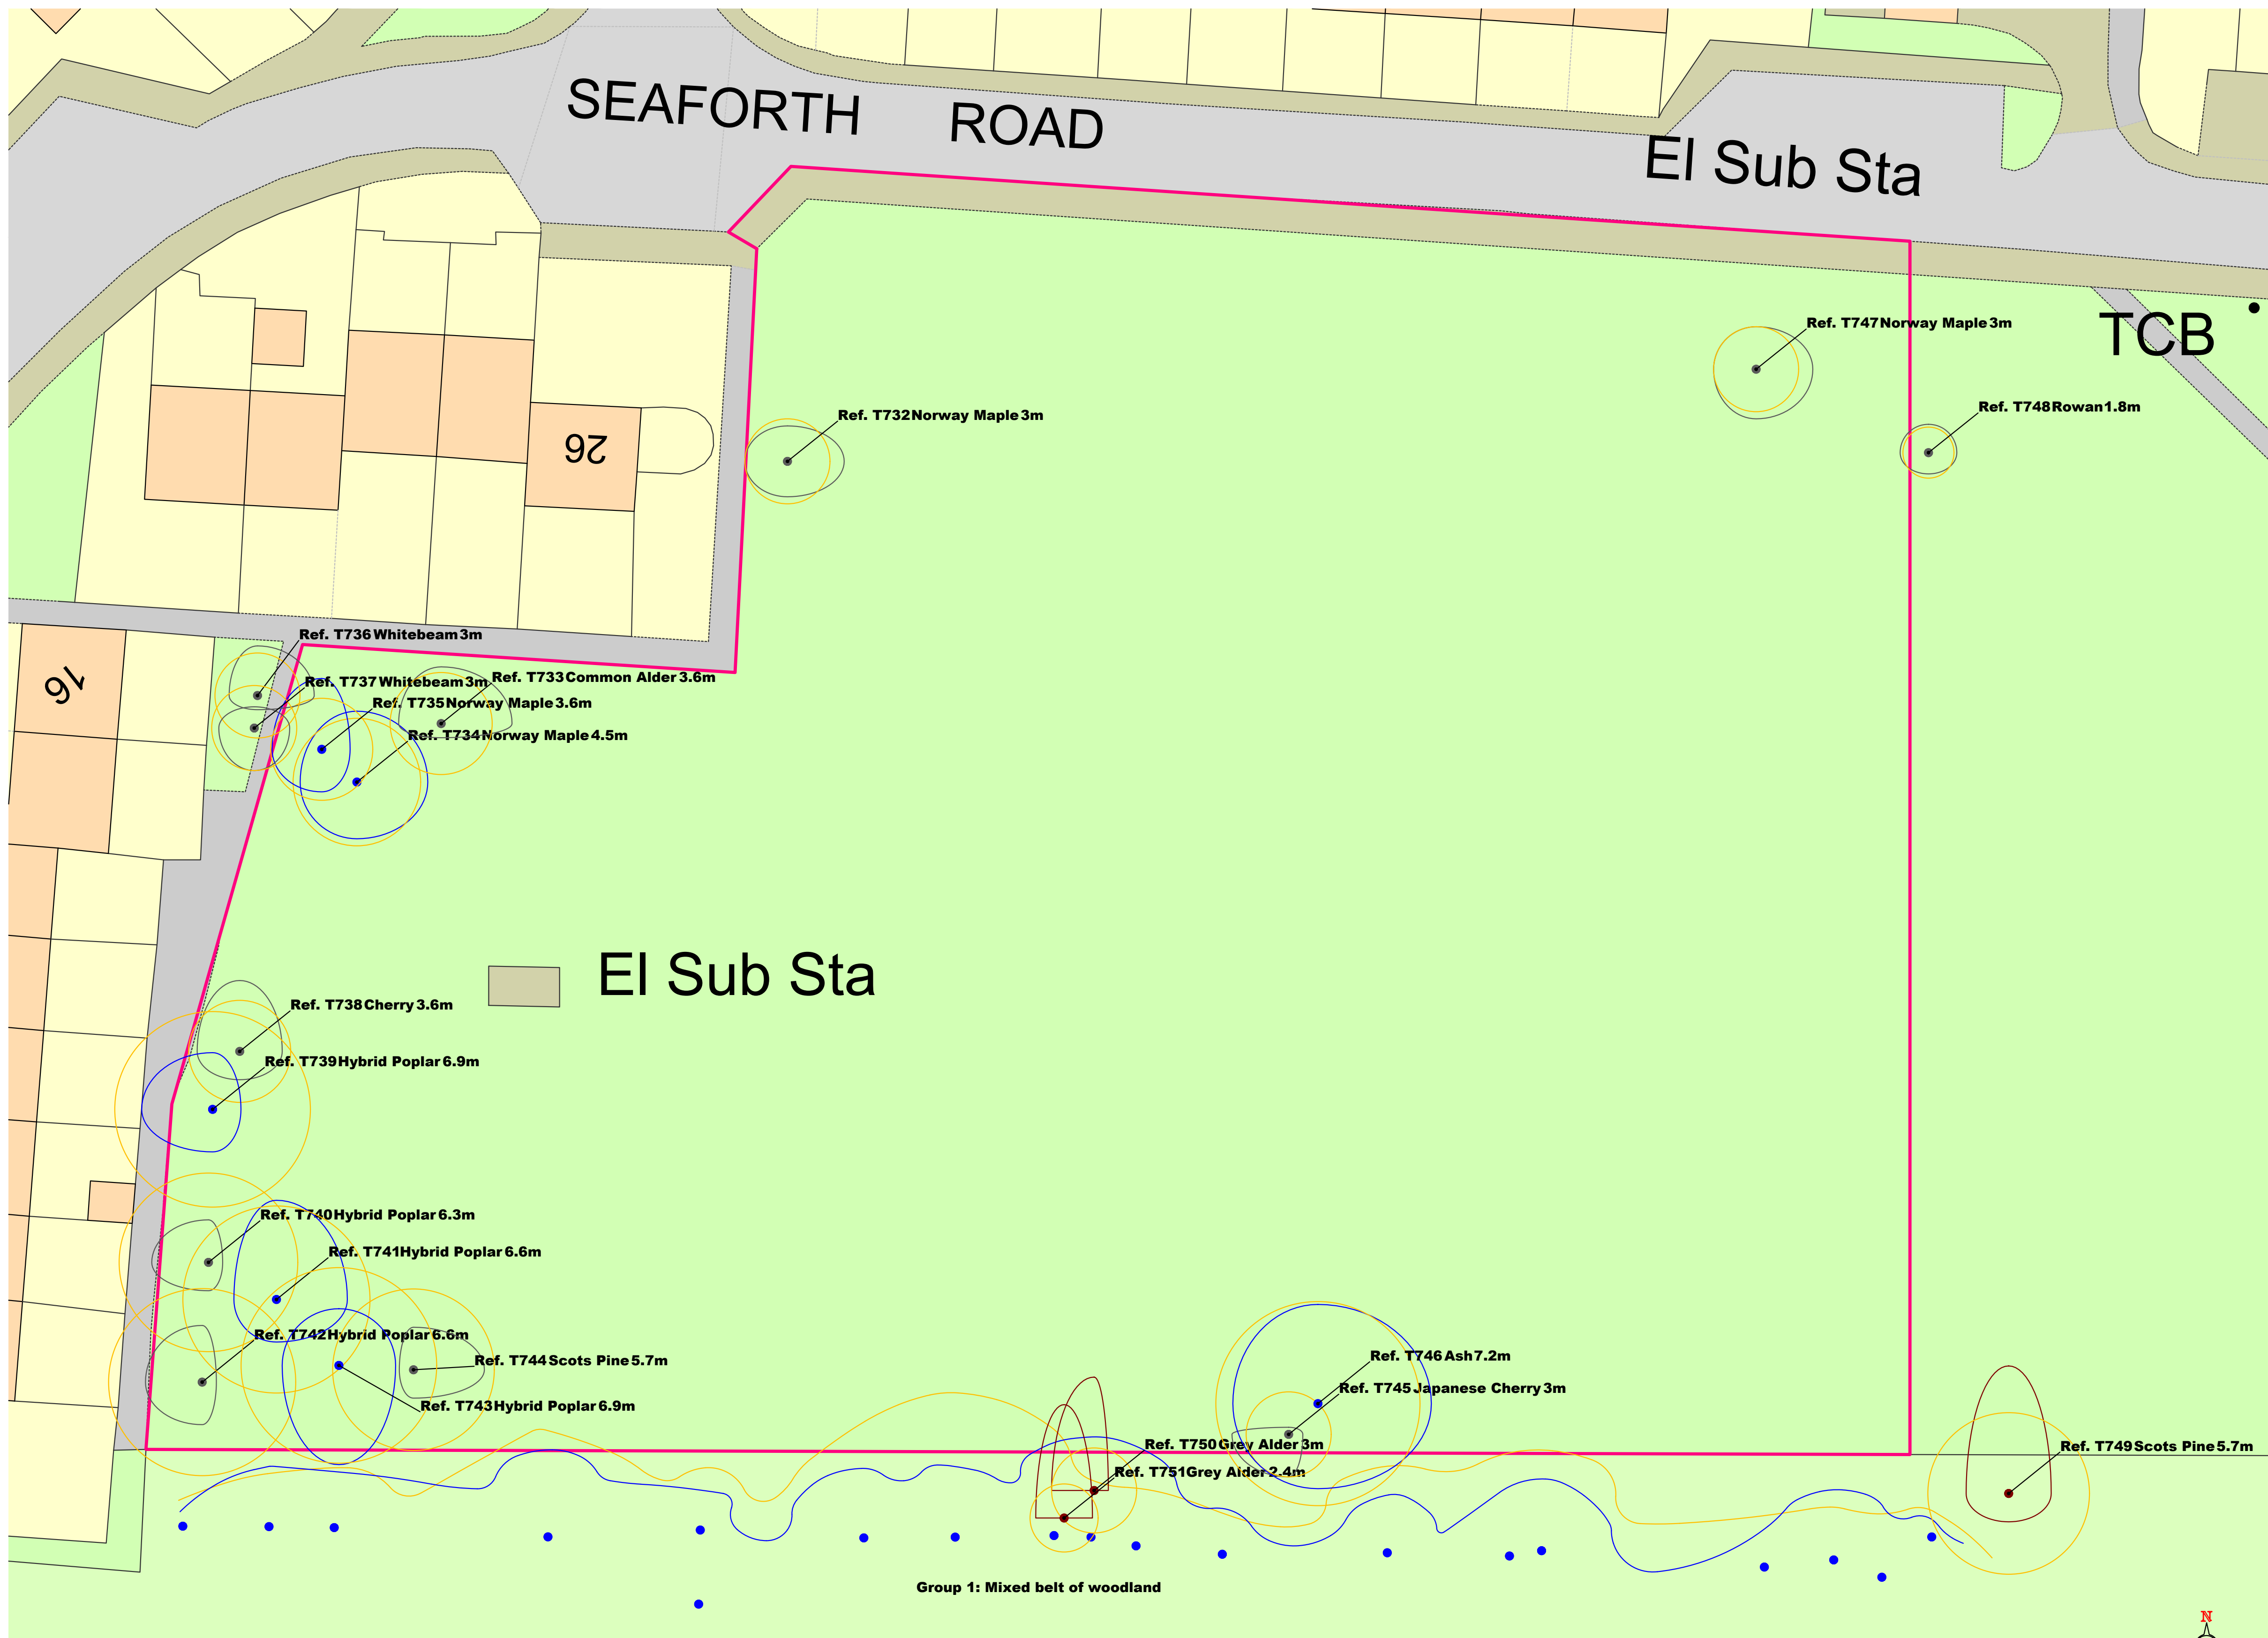 SEAFORTH ROAD
El Sub Sta
TCB
Ref. T747 Norway Maple 3m
Ref. T748 Rowan 1.8m
Ref. T732 Norway Maple 3m
26
Ref. T736 Whitebeam 3m
Ref. T737 Whitebeam 3m
Ref. T733 Common Alder 3.6m
Ref. T735 Norway Maple 3.6m
Ref. T734 Norway Maple 4.5m
16
El Sub Sta
Ref. T738 Cherry 3.6m
Ref. T739 Hybrid Poplar 6.9m
Ref. T740 Hybrid Poplar 6.3m
Ref. T741 Hybrid Poplar 6.6m
Ref. T742 Hybrid Poplar 6.6m
Ref. T744 Scots Pine 5.7m
Ref. T743 Hybrid Poplar 6.9m
Ref. T746 Ash 7.2m
Ref. T745 Japanese Cherry 3m
Ref. T750 Grey Alder 3m
Ref. T751 Grey Alder 2.4m
Ref. T749 Scots Pine 5.7m
Group 1: Mixed belt of woodland
N